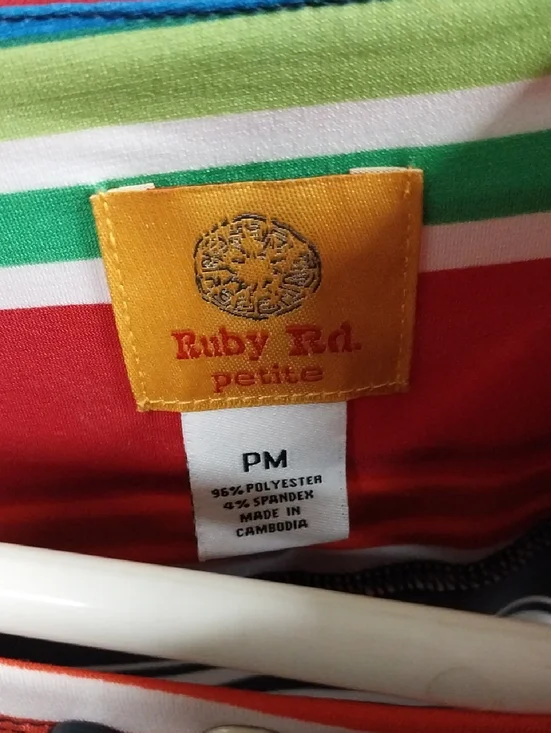 Ruby Rd.
petite
PM
96% POLYESTER
4% SPANDEX
MADE IN
CAMBODIA